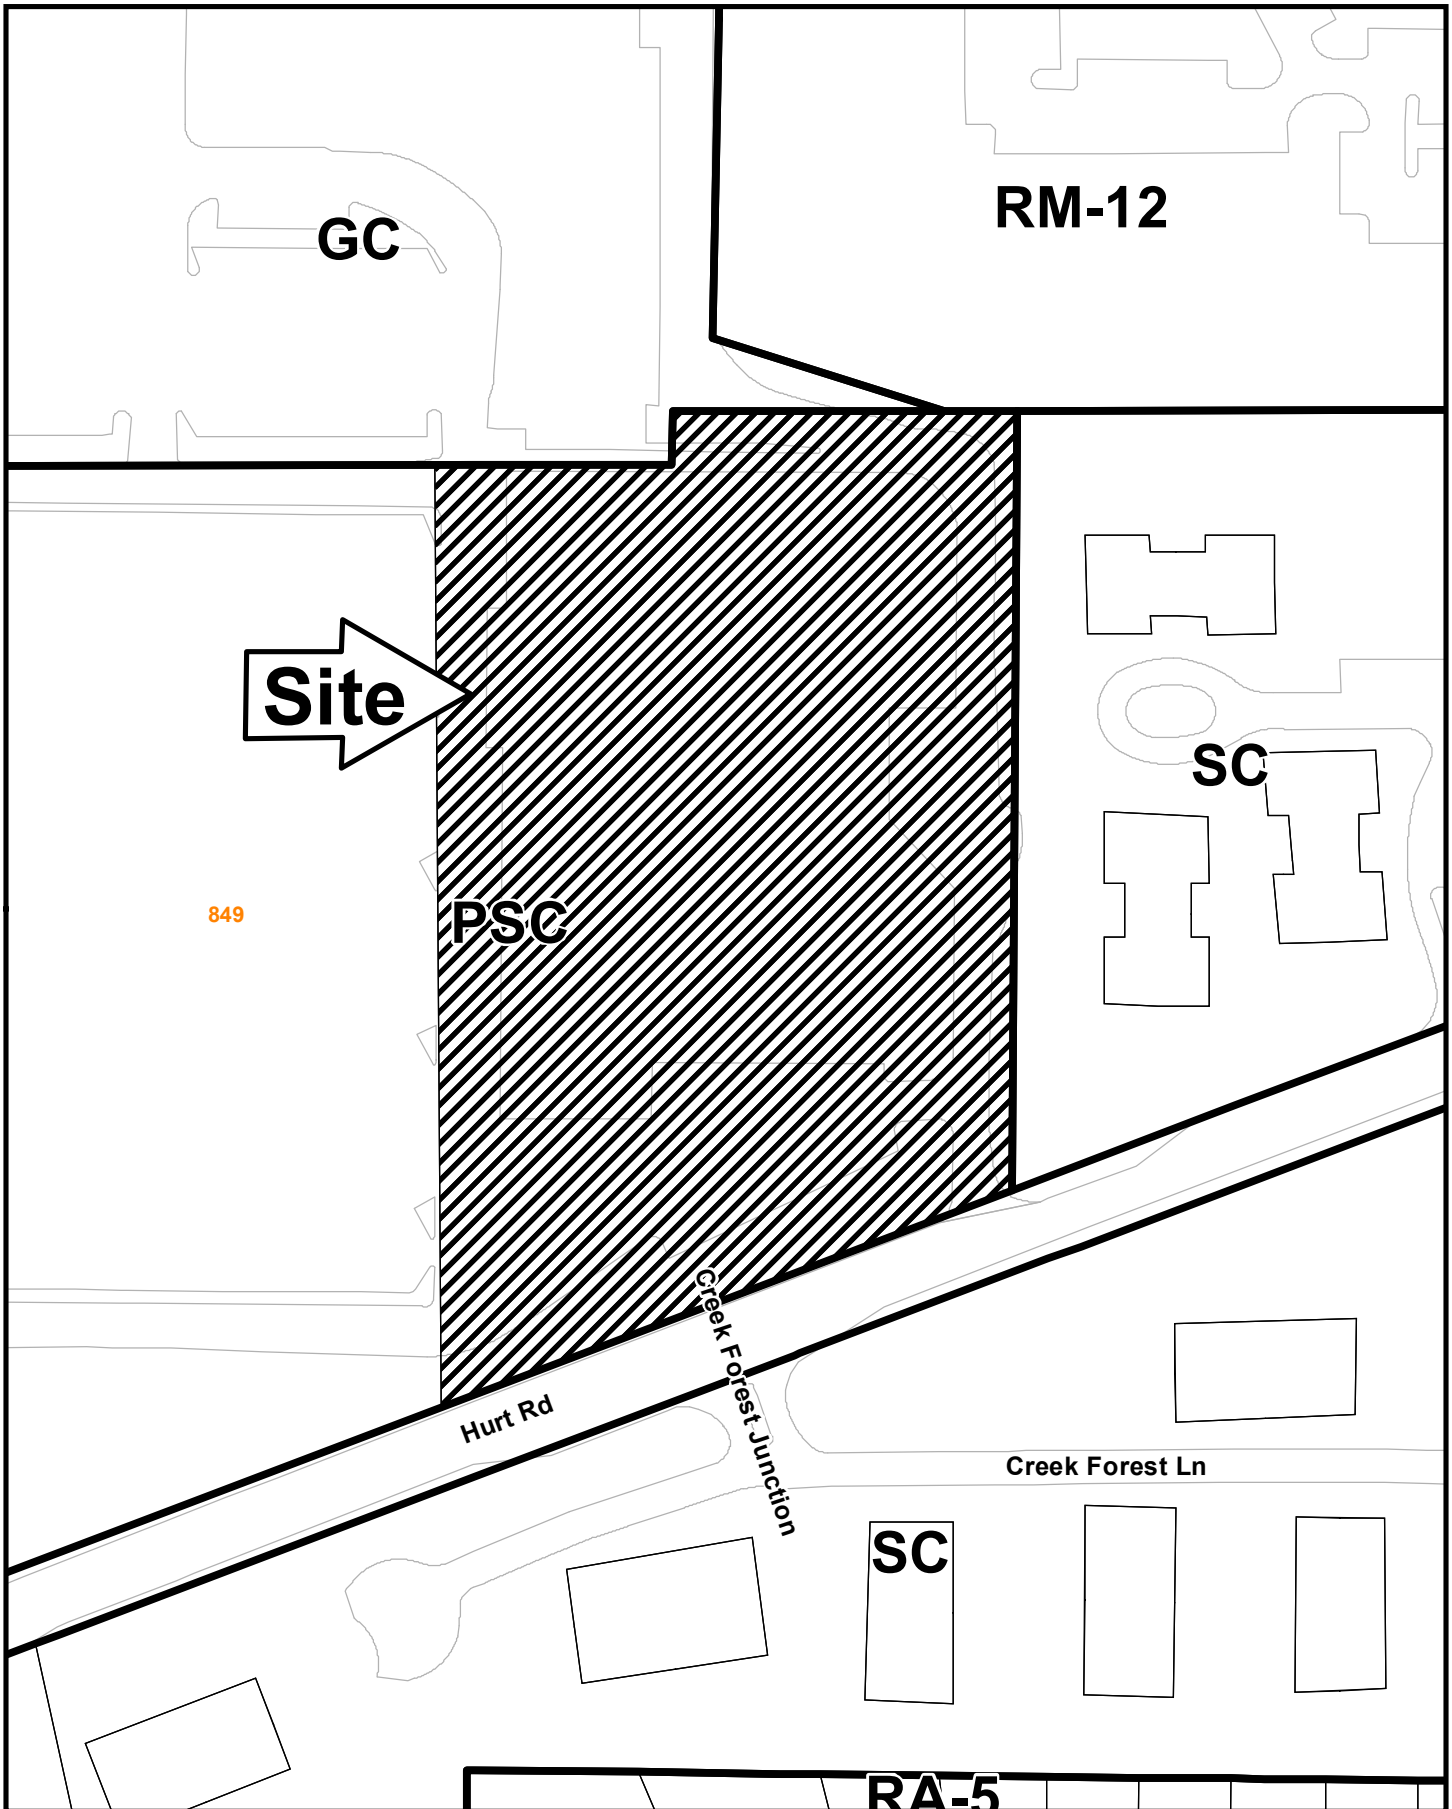 RM-12
GC
Site
SC
849
PSC
Creek Forest Junction
Hurt Rd
Creek Forest Ln
SC
RA-5